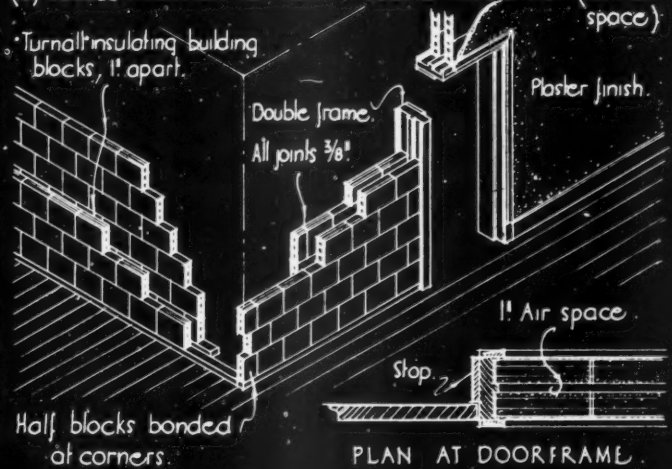 space)
"Turnall" insulating building
blocks, 1" apart.
Double frame.
All joints 3/8".
Plaster finish.
1" Air space.
Stop.
Half blocks bonded
at corners.
PLAN AT DOORFRAME.